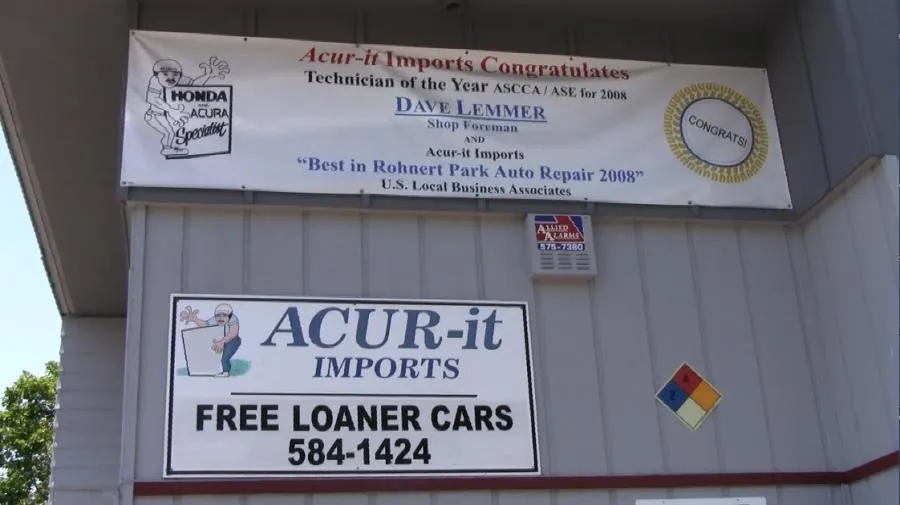 Acur-it Imports Congratulates
Technician of the Year ASCCA / ASE for 2008
DAVE LEMMER
Shop Foreman
AND
Acur-it Imports
"Best in Rohnert Park Auto Repair 2008"
U.S. Local Business Associates
HONDA
and
ACURA
Specialist
CONGRATS!
ALLIED
ALARMS
575-7380
ACUR-it
IMPORTS
FREE LOANER CARS
584-1424
2